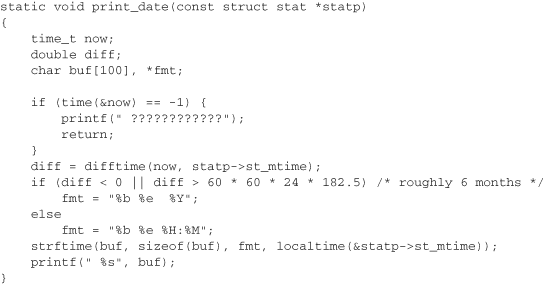 static void print_date(const struct stat *statp)
{
    time_t now;
    double diff;
    char buf[100], *fmt;

    if (time(&now) == -1) {
        printf(" ????????????");
        return;
    }
    diff = difftime(now, statp->st_mtime);
    if (diff < 0 || diff > 60 * 60 * 24 * 182.5) /* roughly 6 months */
        fmt = "%b %e  %Y";
    else
        fmt = "%b %e %H:%M";
    strftime(buf, sizeof(buf), fmt, localtime(&statp->st_mtime));
    printf(" %s", buf);
}